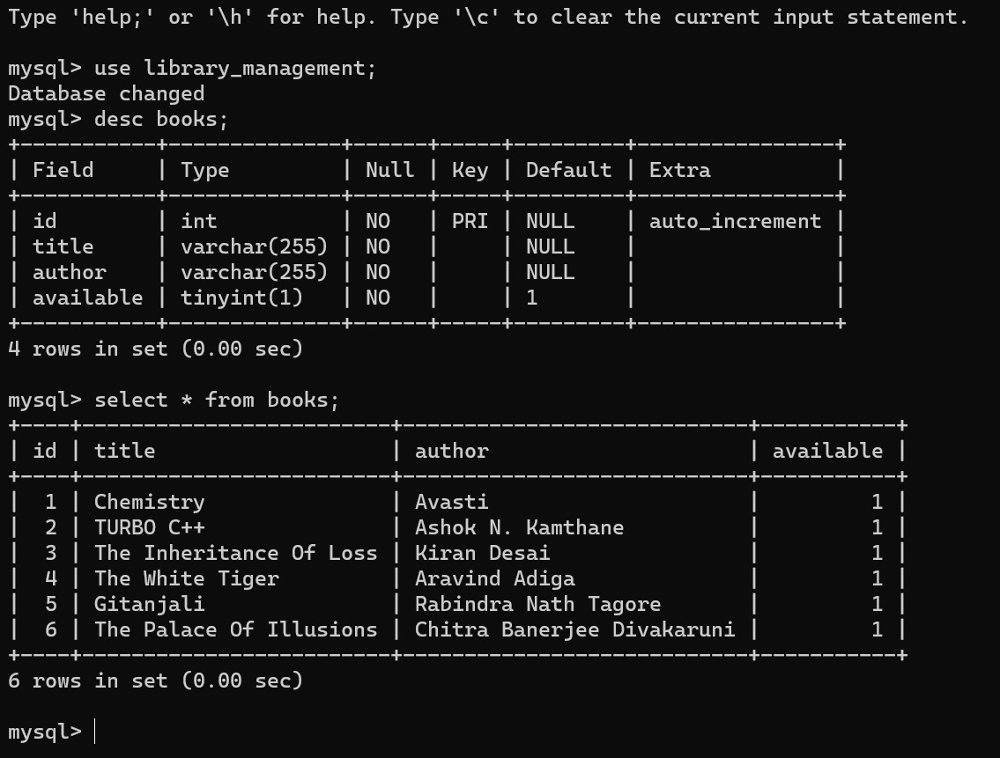 Type 'help;' or '\h' for help. Type '\c' to clear the current input statement.

mysql> use library_management;
Database changed
mysql> desc books;
+-----------+--------------+------+-----+---------+----------------+
| Field     | Type         | Null | Key | Default | Extra          |
+-----------+--------------+------+-----+---------+----------------+
| id        | int          | NO   | PRI | NULL    | auto_increment |
| title     | varchar(255) | NO   |     | NULL    |                |
| author    | varchar(255) | NO   |     | NULL    |                |
| available | tinyint(1)   | NO   |     | 1       |                |
+-----------+--------------+------+-----+---------+----------------+
4 rows in set (0.00 sec)

mysql> select * from books;
+----+-------------------------+----------------------------+-----------+
| id | title                   | author                     | available |
+----+-------------------------+----------------------------+-----------+
|  1 | Chemistry               | Avasti                     |         1 |
|  2 | TURBO C++               | Ashok N. Kamthane          |         1 |
|  3 | The Inheritance Of Loss | Kiran Desai                |         1 |
|  4 | The White Tiger         | Aravind Adiga              |         1 |
|  5 | Gitanjali               | Rabindra Nath Tagore       |         1 |
|  6 | The Palace Of Illusions | Chitra Banerjee Divakaruni |         1 |
+----+-------------------------+----------------------------+-----------+
6 rows in set (0.00 sec)

mysql>